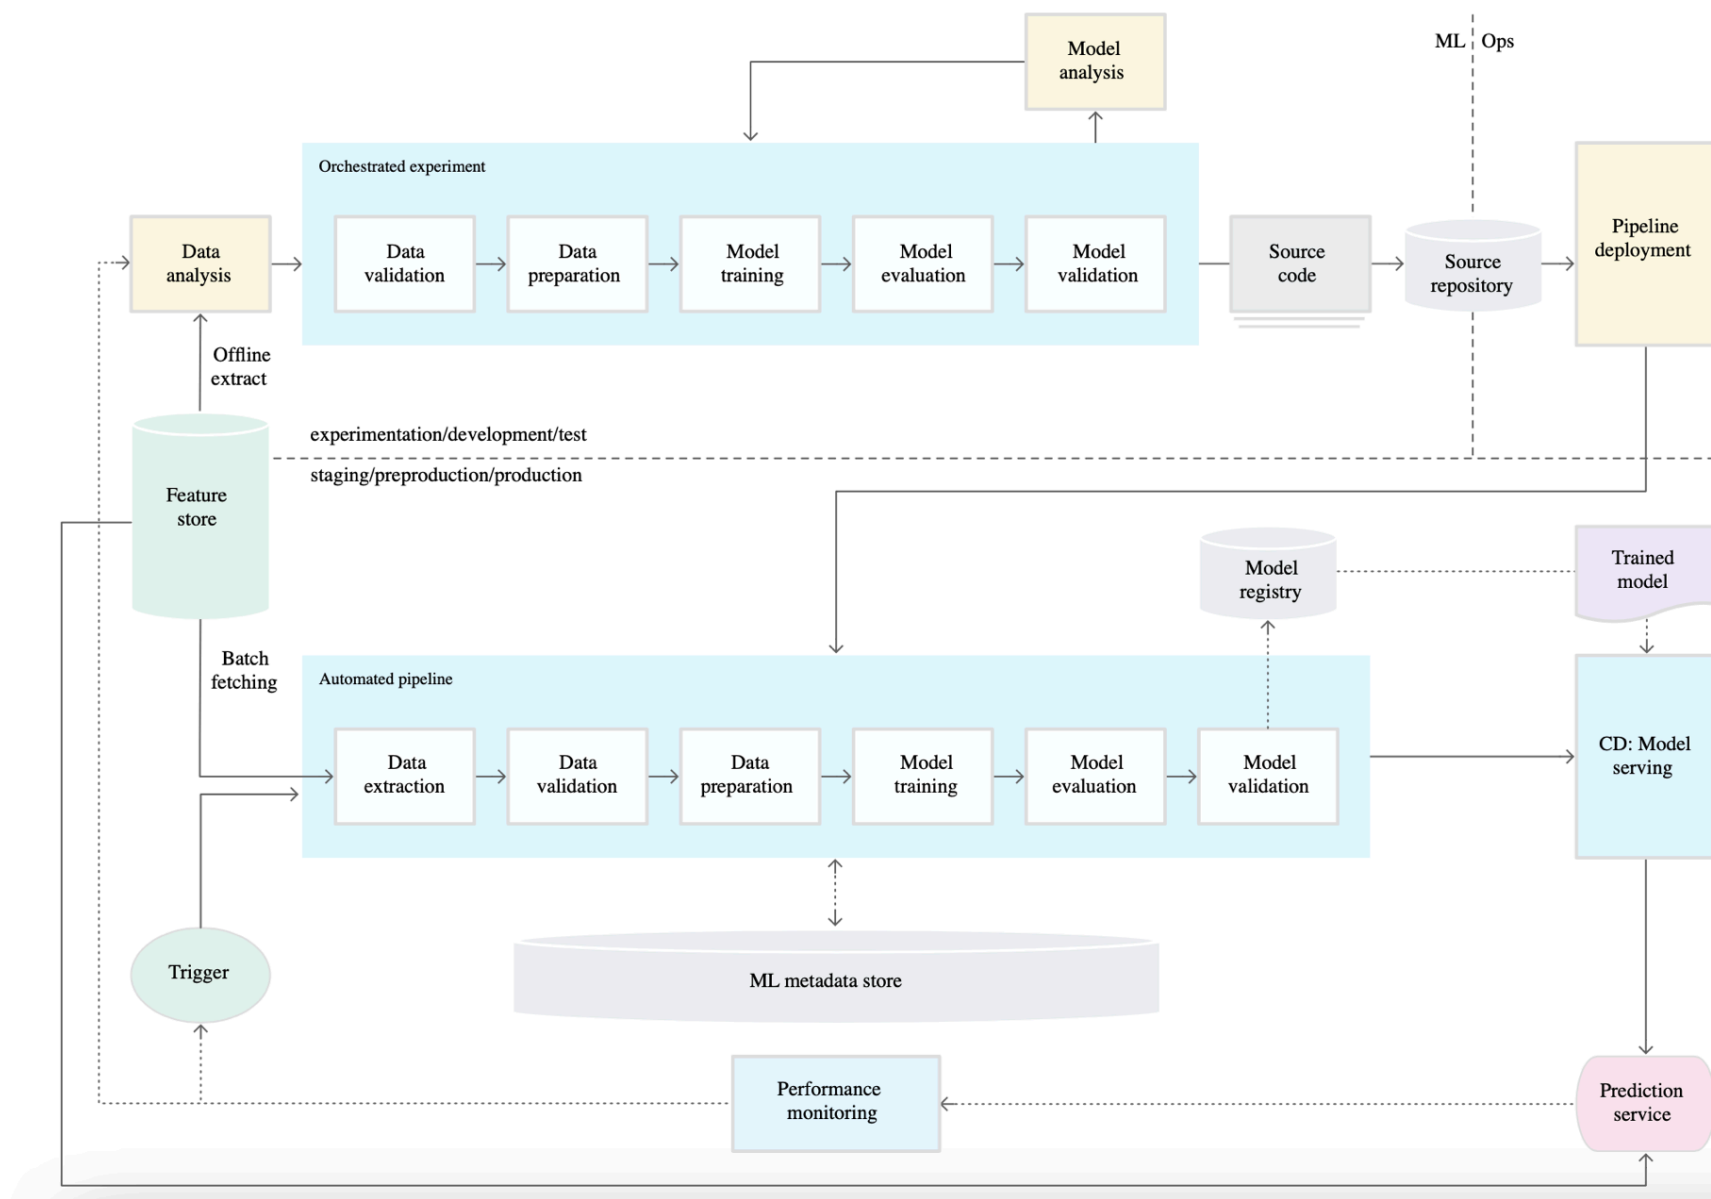 Model
analysis
ML
Ops
Orchestrated experiment
Data
analysis
Data
validation
Data
preparation
Model
training
Model
evaluation
Model
validation
Source
code
Source
repository
Pipeline
deployment
Offline
extract
experimentation/development/test
staging/preproduction/production
Feature
store
Model
registry
Trained
model
Batch
fetching
Automated pipeline
Data
extraction
Data
validation
Data
preparation
Model
training
Model
evaluation
Model
validation
CD: Model
serving
Trigger
ML metadata store
Performance
monitoring
Prediction
service